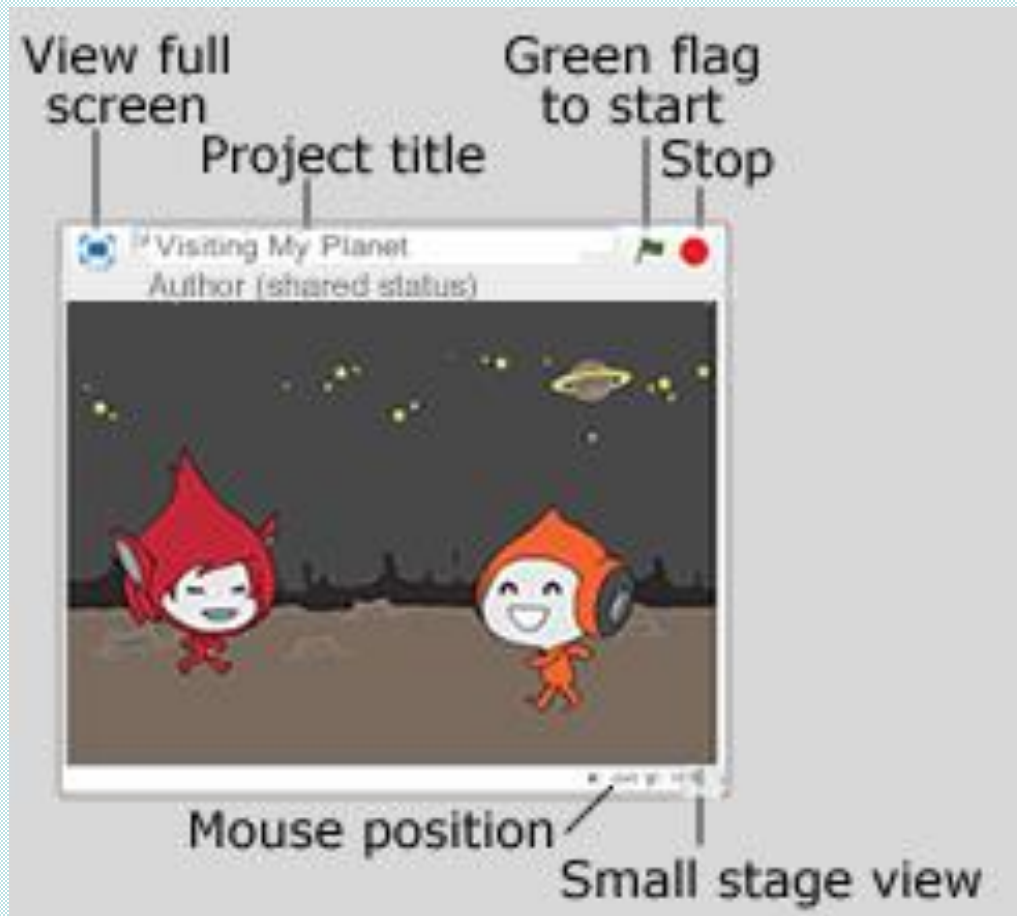 View full
screen
Green flag
to start
Project title
Stop
Visiting My Planet
Author (shared status)
Mouse position
Small stage view